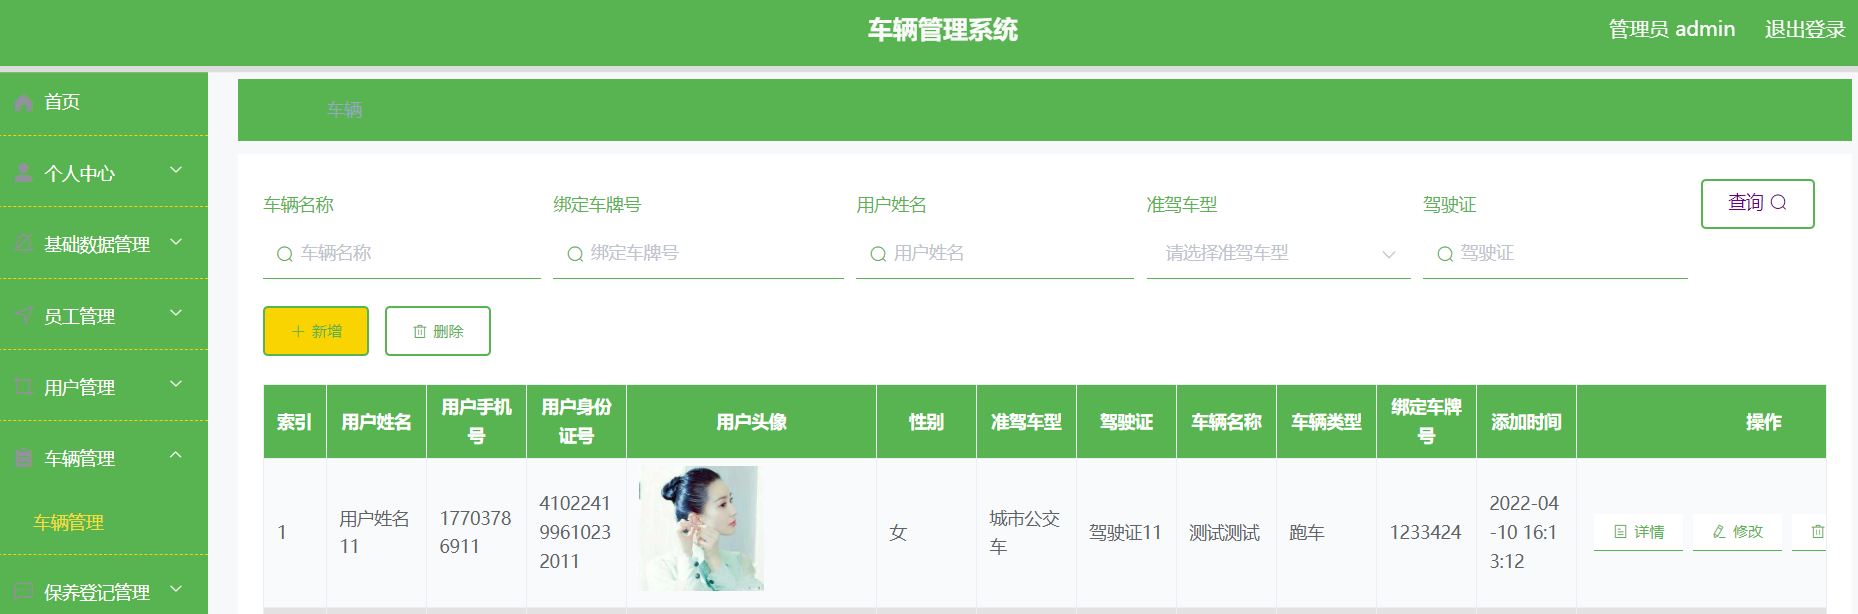 车辆管理系统
管理员 admin
退出登录
首页
个人中心
基础数据管理
员工管理
用户管理
车辆管理
车辆管理
保养登记管理
车辆
车辆名称
绑定车牌号
用户姓名
准驾车型
驾驶证
车辆名称
绑定车牌号
用户姓名
请选择准驾车型
驾驶证
查询
新增
删除
索引
用户姓名
用户手机
号
用户身份
证号
用户头像
性别
准驾车型
驾驶证
车辆名称
车辆类型
绑定车牌
号
添加时间
操作
1
用户姓名
11
1770378
6911
4102241
9961023
2011
女
城市公交
车
驾驶证11
测试测试
跑车
1233424
2022-04
-10 16:1
3:12
详情
修改